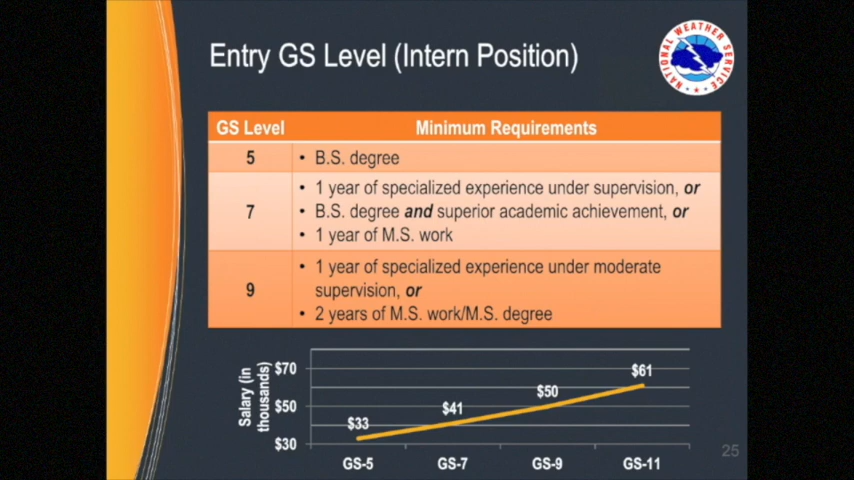 Entry GS Level (Intern Position)
NATIONAL WEATHER SERVICE
GS Level Minimum Requirements
5 • B.S. degree
• 1 year of specialized experience under supervision, or
7 • B.S. degree and superior academic achievement, or
• 1 year of M.S. work
• 1 year of specialized experience under moderate
9 supervision, or
• 2 years of M.S. work/M.S. degree
Salary (in
thousands)
$70
$50
$30
$33
$41
$50
$61
GS-5 GS-7 GS-9 GS-11
25